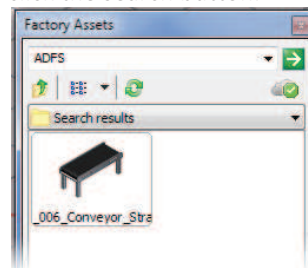 Factory Assets
ADFS
Search results
_006_Conveyor_Stra